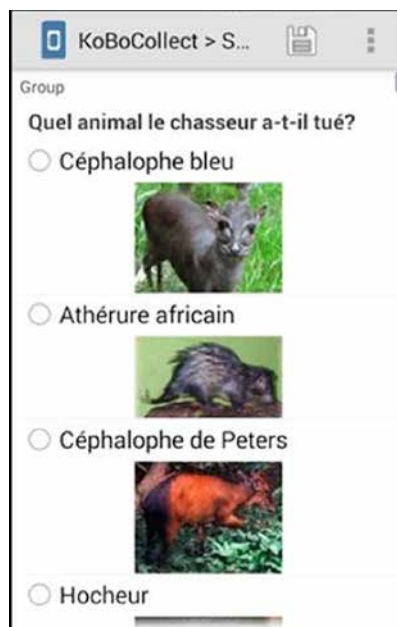 KoBoCollect > S...
Group
Quel animal le chasseur a-t-il tué?
Céphalophe bleu
Athérure africain
Céphalophe de Peters
Hocheur